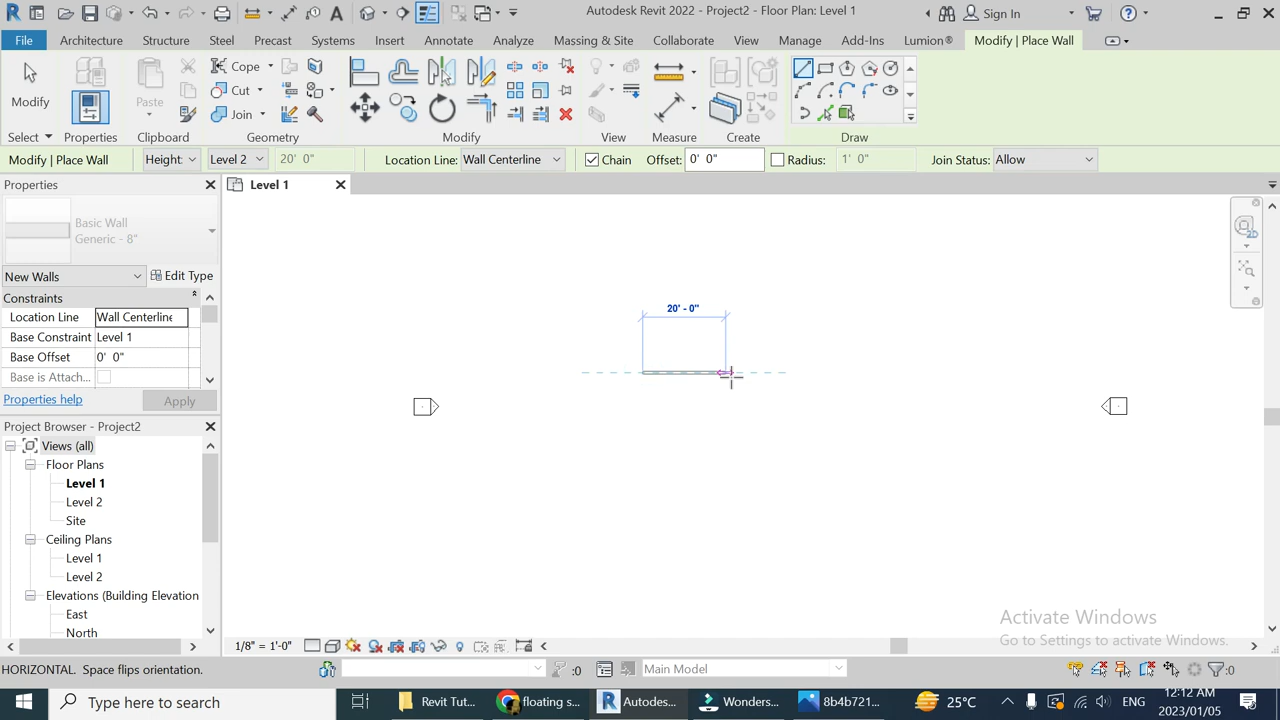 Autodesk Revit 2022 - Project2 - Floor Plan: Level 1
Sign In
File Architecture Structure Steel Precast Systems Insert Annotate Analyze Massing & Site Collaborate View Manage Add-Ins Lumion® Modify | Place Wall
Modify
Paste
Cope
Cut
Join
Select Properties Clipboard Geometry Modify View Measure Create Draw
Modify | Place Wall Height: Level 2 20' 0" Location Line: Wall Centerline Chain Offset: 0' 0" Radius: 1' 0" Join Status: Allow
Properties
Level 1
Basic Wall
Generic - 8"
New Walls Edit Type
Constraints
Location Line Wall Centerline
Base Constraint Level 1
Base Offset 0' 0"
Base is Attach...
Properties help Apply
Project Browser - Project2
Views (all)
Floor Plans
Level 1
Level 2
Site
Ceiling Plans
Level 1
Level 2
Elevations (Building Elevation
East
North
20' - 0"
2D
Activate Windows
Go to Settings to activate Windows.
1/8" = 1'-0"
HORIZONTAL. Space flips orientation.
:0
Main Model
:0
Type here to search
Revit Tut...
floating s...
Autodes...
Wonders...
8b4b721...
25°C
ENG
12:12 AM
2023/01/05